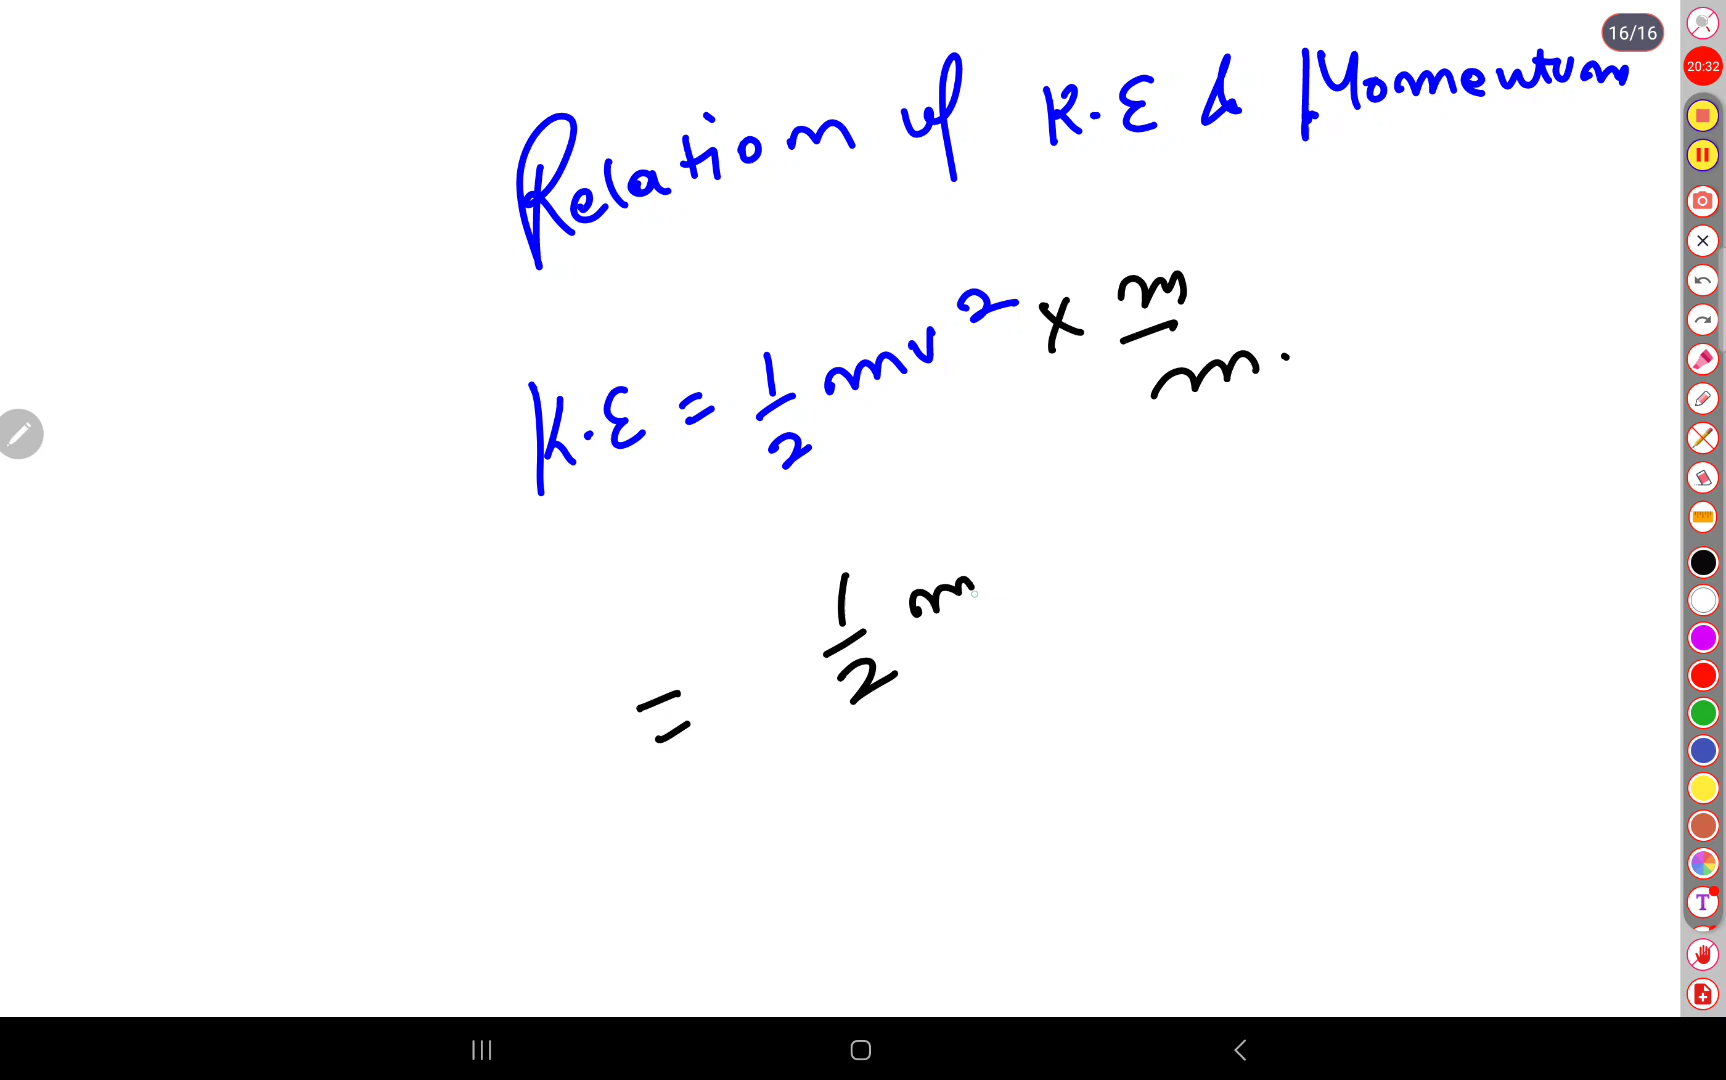 16/16
20:32
Relation of K.E & Momentum
K.E = 1/2 mv² × m/m.
= 1/2 m
T